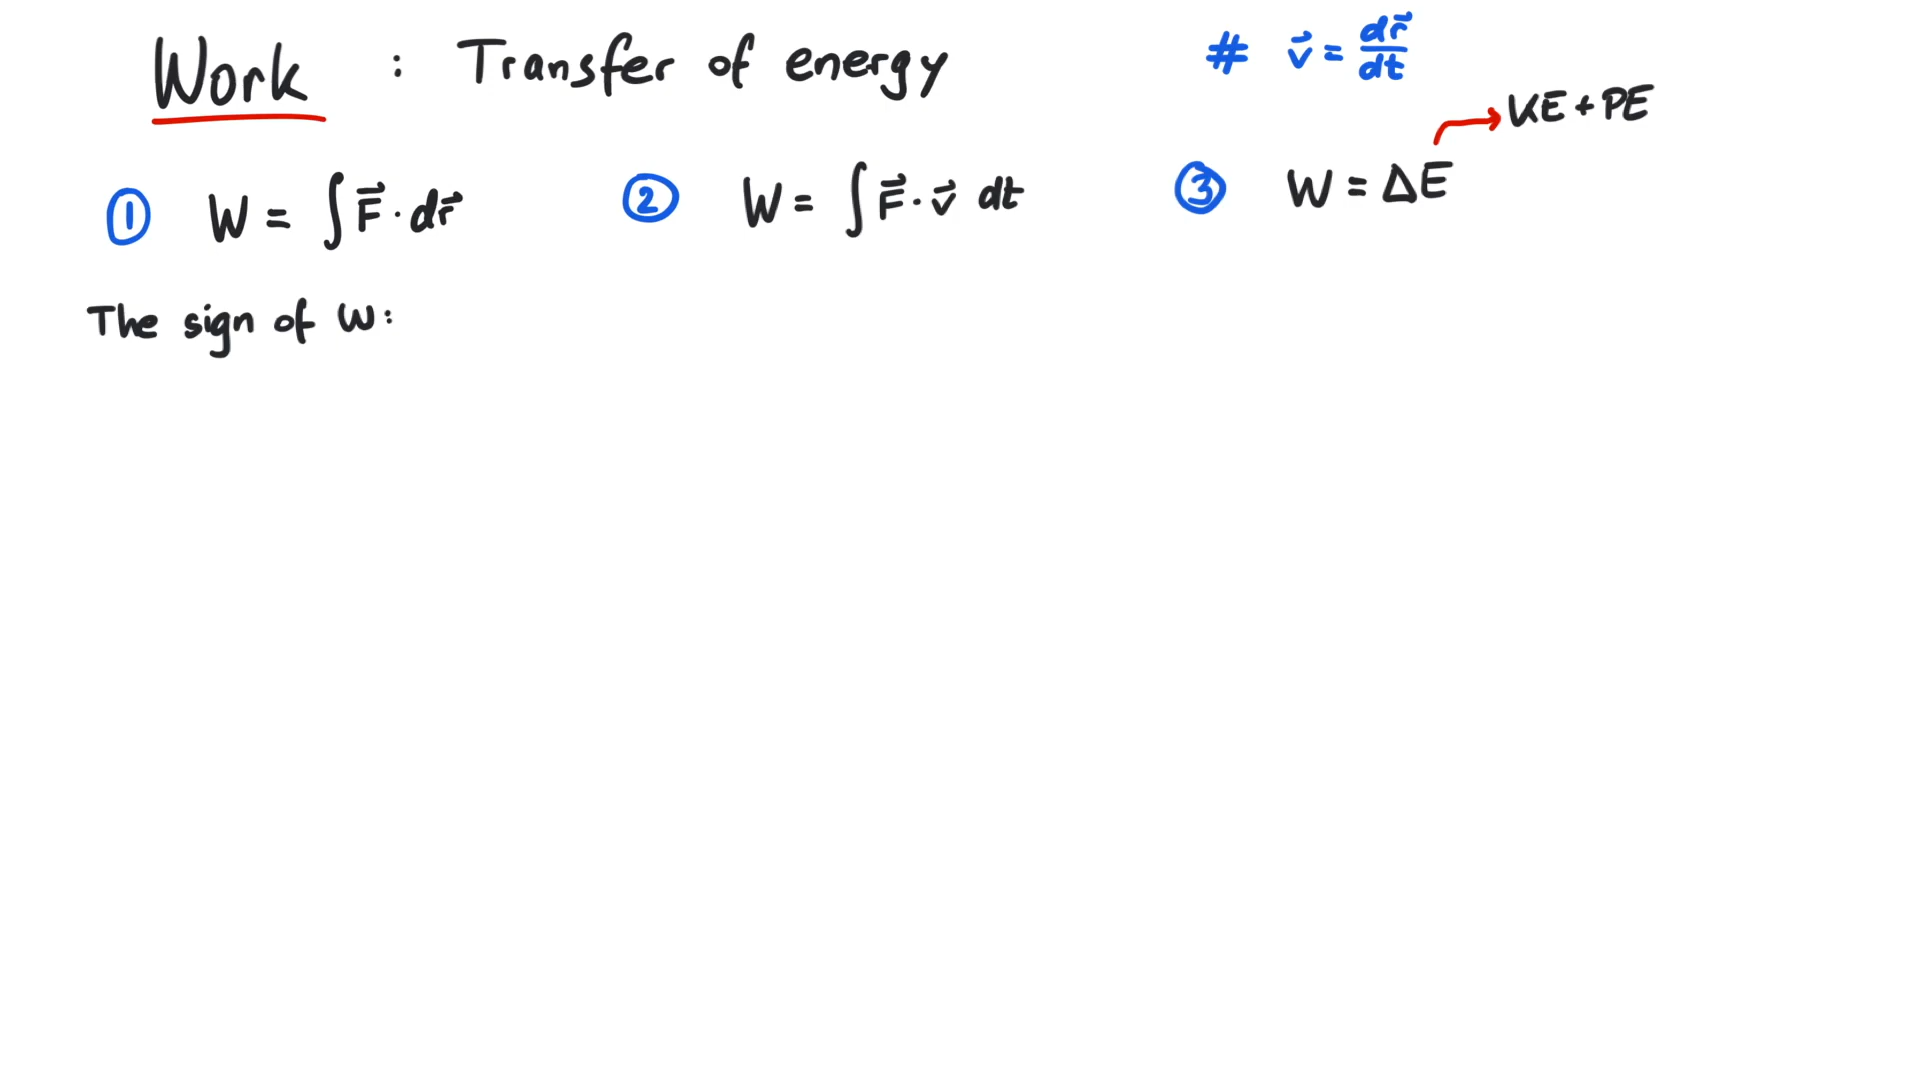 Work : Transfer of energy
# v⃗ = dr⃗/dt
KE + PE
① W = ∫ F⃗ · dr⃗
② W = ∫ F⃗ · v⃗ dt
③ W = ΔE
The sign of W: